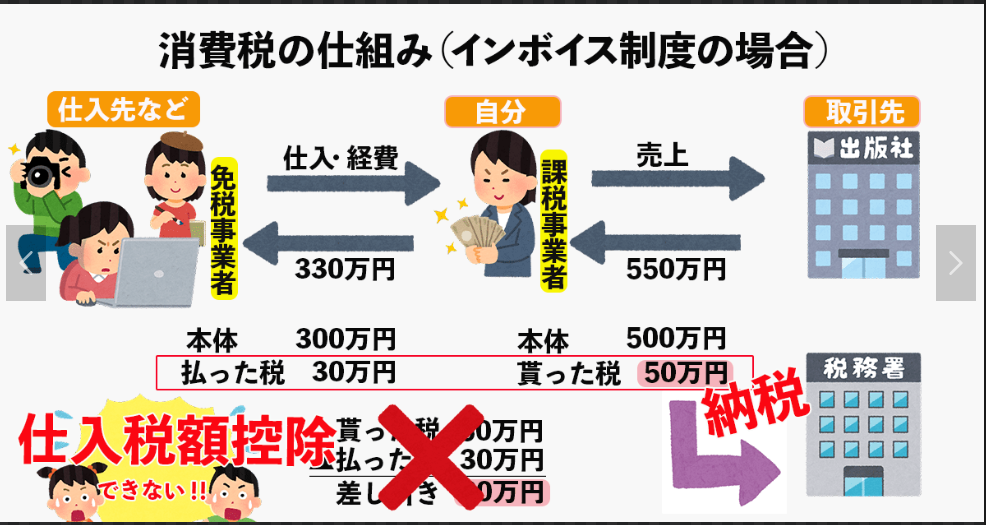 消費税の仕組み(インボイス制度の場合)
仕入先など
自分
取引先
免税事業者
仕入・経費
330万円
課税事業者
売上
550万円
出版社
本体 300万円
本体 500万円
払った税 30万円
貰った税 50万円
税務署
納税
仕入税額控除
できない!!
貰った税 0万円
払った 30万円
差し引き 0万円